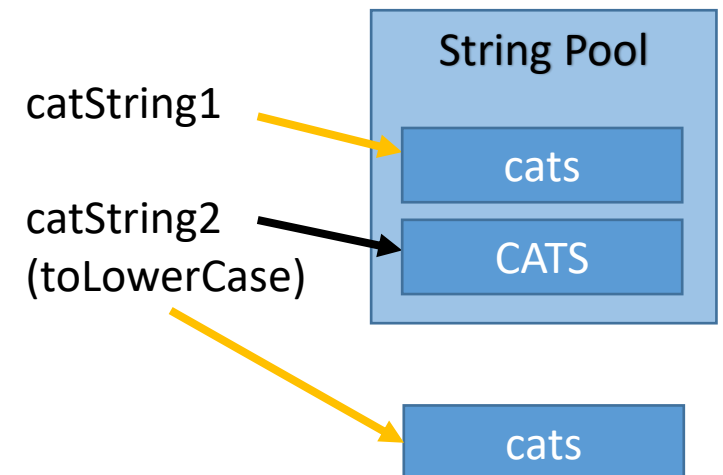 String Pool
catString1
cats
catString2
(toLowerCase)
CATS
cats